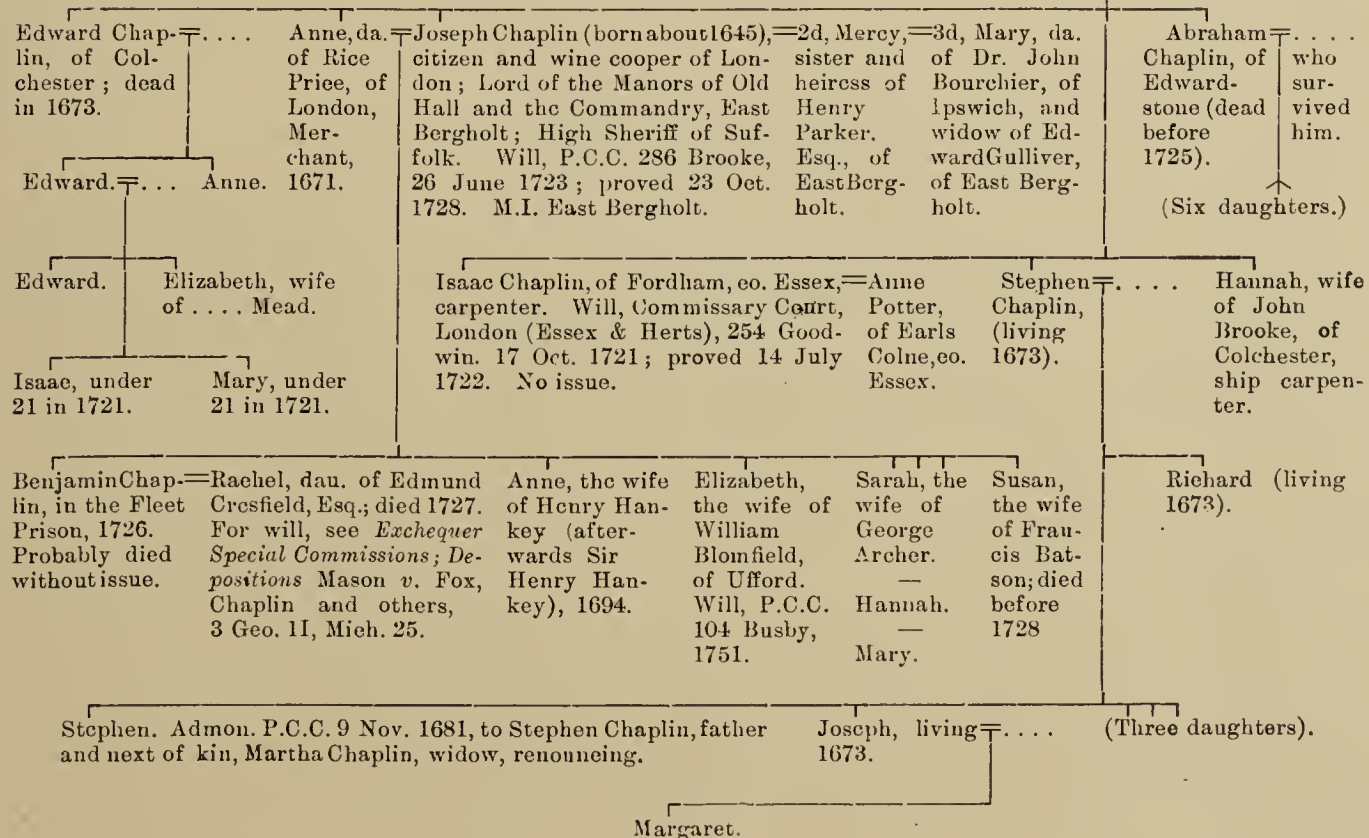 Edward Chap-
lin, of Col-
chester; dead
in 1673.
. . . .
Anne, da.
of Rice
Price, of
London,
Mer-
chant,
1671.
Joseph Chaplin (born about 1645),
citizen and wine cooper of Lon-
don; Lord of the Manors of Old
Hall and the Commandry, East
Bergholt; High Sheriff of Suf-
folk. Will, P.C.C. 286 Brooke,
26 June 1723; proved 23 Oct.
1728. M.I. East Bergholt.
2d, Mercy,
sister and
heiress of
Henry
Parker,
Esq., of
East Berg-
holt.
3d, Mary, da.
of Dr. John
Bourchier, of
Ipswich, and
widow of Ed-
ward Gulliver,
of East Berg-
holt.
Abraham
Chaplin, of
Edward-
stone (dead
before
1725).
. . . .
who
sur-
vived
him.
(Six daughters.)
Edward. . . .
Anne.
Edward.
Elizabeth, wife
of . . . . Mead.
Isaac, under
21 in 1721.
Mary, under
21 in 1721.
Isaac Chaplin, of Fordham, co. Essex,
carpenter. Will, Commissary Court,
London (Essex & Herts), 254 Good-
win. 17 Oct. 1721; proved 14 July
1722. No issue.
Anne
Potter,
of Earls
Colne, co.
Essex.
Stephen
Chaplin,
(living
1673).
. . . .
Hannah, wife
of John
Brooke, of
Colchester,
ship carpen-
ter.
Benjamin Chap-
lin, in the Fleet
Prison, 1726.
Probably died
without issue.
Rachel, dau. of Edmund
Cresfield, Esq.; died 1727.
For will, see Exchequer
Special Commissions; De-
positions Mason v. Fox,
Chaplin and others,
3 Geo. II, Mich. 25.
Anne, the wife
of Henry Han-
key (after-
wards Sir
Henry Han-
key), 1694.
Elizabeth,
the wife of
William
Blomfield,
of Ufford.
Will, P.C.C.
104 Busby,
1751.
Sarah, the
wife of
George
Archer.
—
Hannah.
—
Mary.
Susan,
the wife
of Fran-
cis Bat-
son; died
before
1728
Richard (living
1673).
Stephen. Admon. P.C.C. 9 Nov. 1681, to Stephen Chaplin, father
and next of kin, Martha Chaplin, widow, renouncing.
Joseph, living
1673.
. . . .
(Three daughters).
Margaret.